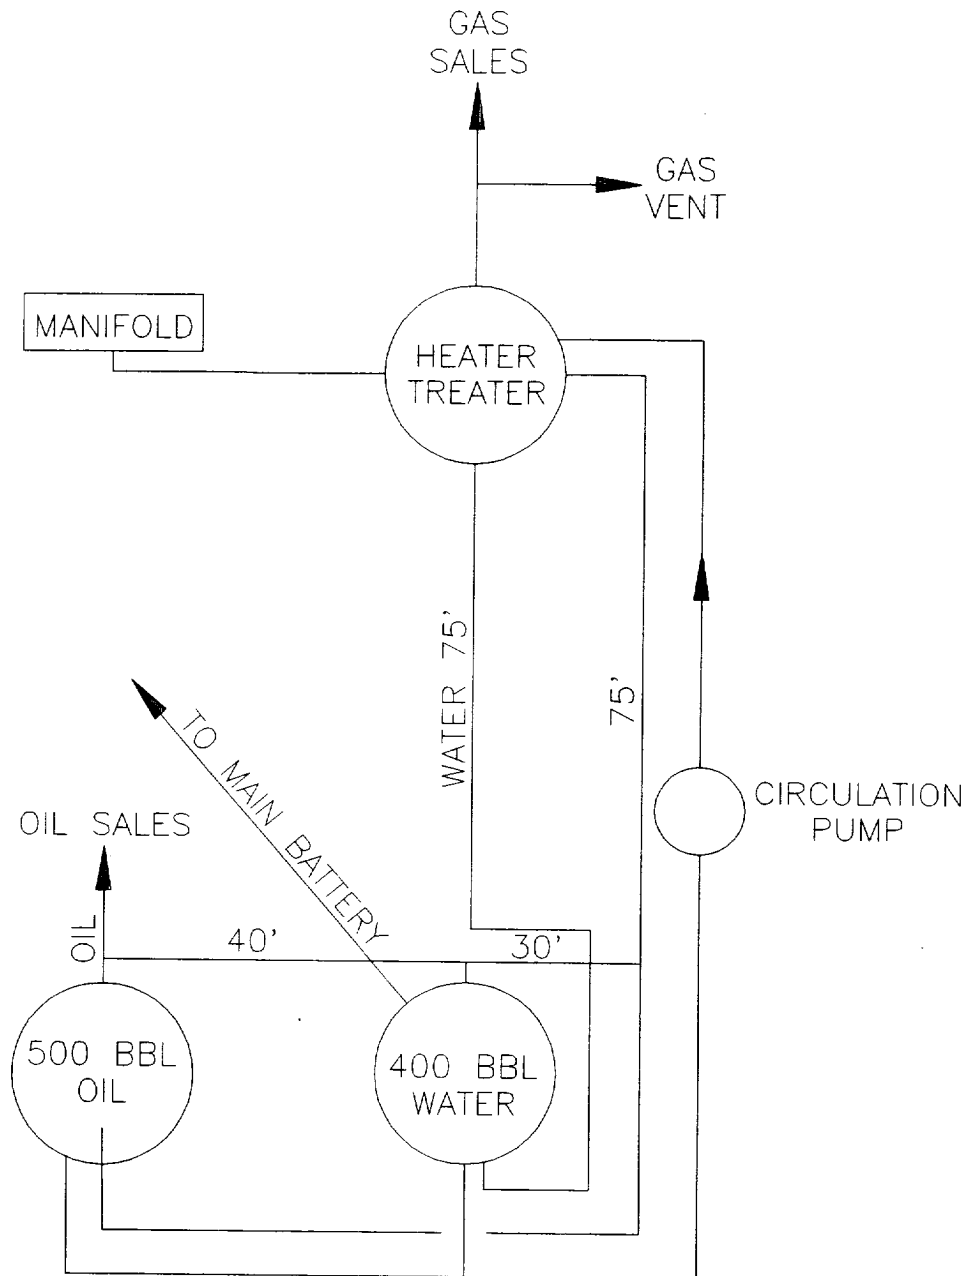 GAS
SALES
GAS
VENT
MANIFOLD
HEATER
TREATER
WATER 75'
75'
TO MAIN BATTERY
CIRCULATION
PUMP
OIL SALES
OIL
40'
30'
500 BBL
OIL
400 BBL
WATER